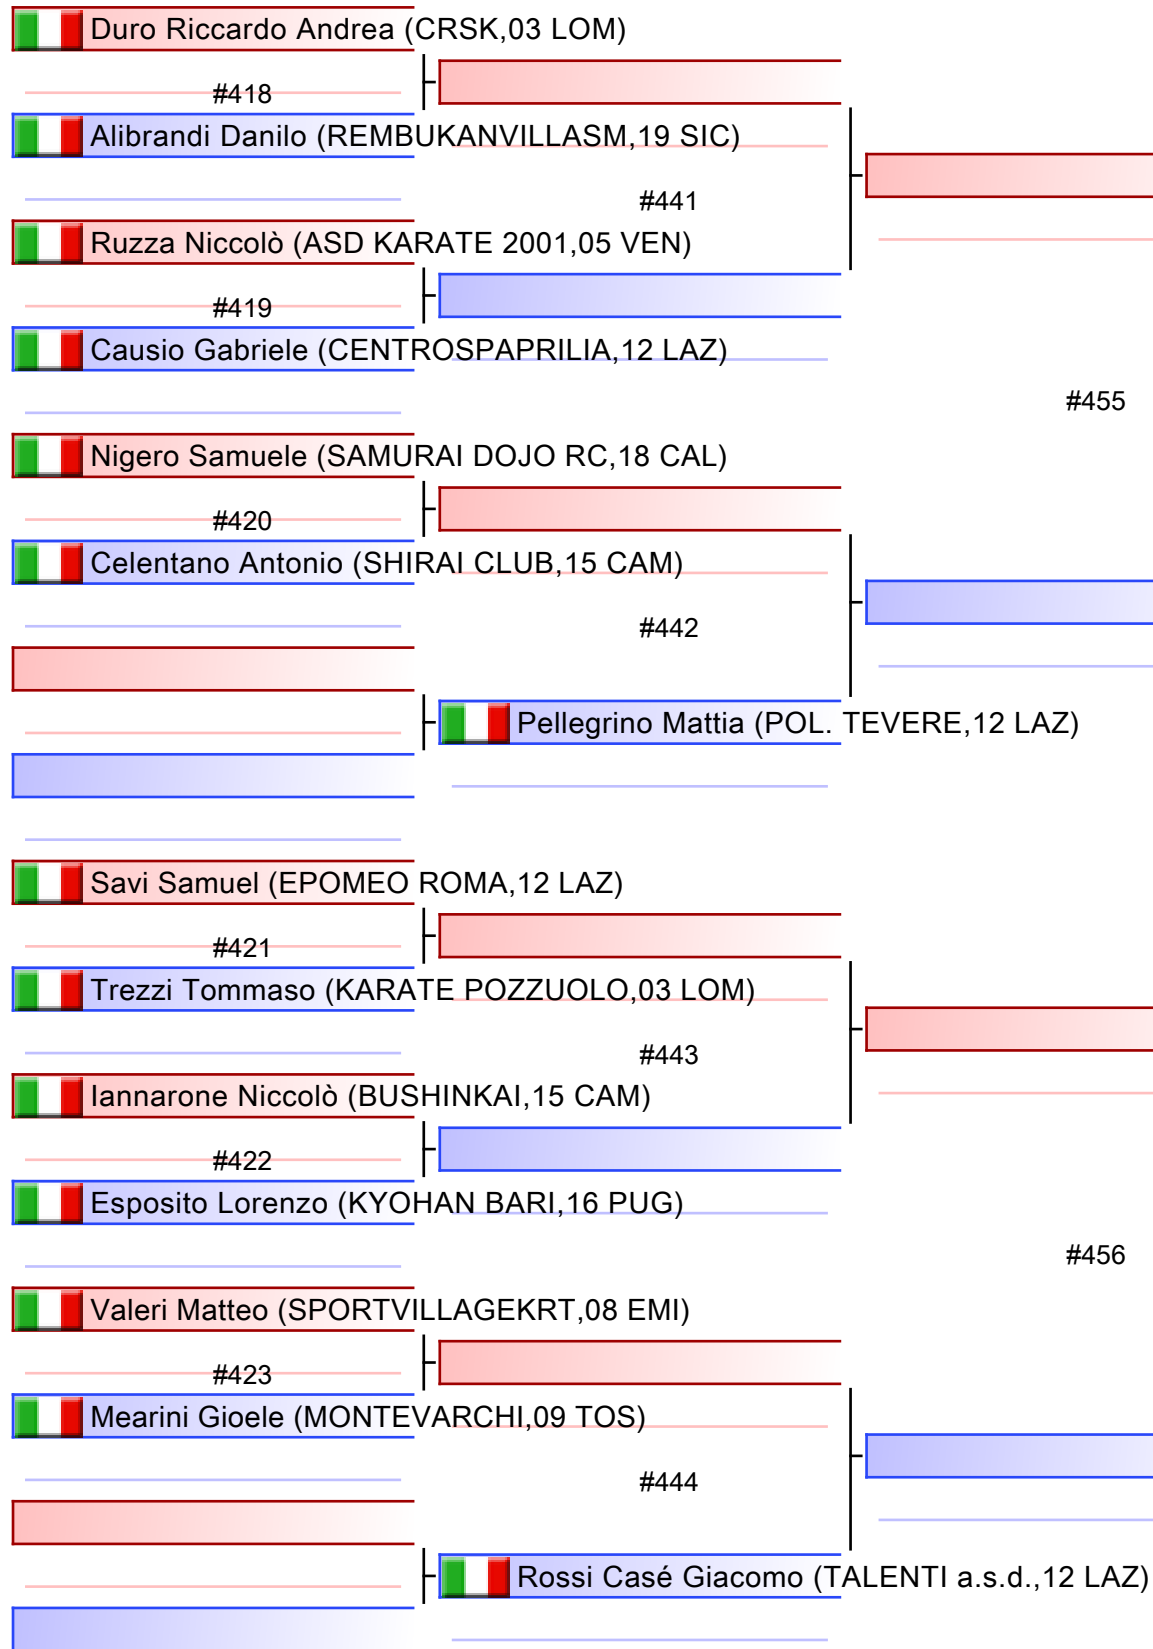 Duro Riccardo Andrea (CRSK,03 LOM)
#418
Alibrandi Danilo (REMBUKANVILLASM,19 SIC)
#441
Ruzza Niccolò (ASD KARATE 2001,05 VEN)
#419
Causio Gabriele (CENTROSPAPRILIA,12 LAZ)
#455
Nigero Samuele (SAMURAI DOJO RC,18 CAL)
#420
Celentano Antonio (SHIRAI CLUB,15 CAM)
#442
Pellegrino Mattia (POL. TEVERE,12 LAZ)
Savi Samuel (EPOMEO ROMA,12 LAZ)
#421
Trezzi Tommaso (KARATE POZZUOLO,03 LOM)
#443
Iannarone Niccolò (BUSHINKAI,15 CAM)
#422
Esposito Lorenzo (KYOHAN BARI,16 PUG)
#456
Valeri Matteo (SPORTVILLAGEKRT,08 EMI)
#423
Mearini Gioele (MONTEVARCHI,09 TOS)
#444
Rossi Casé Giacomo (TALENTI a.s.d.,12 LAZ)